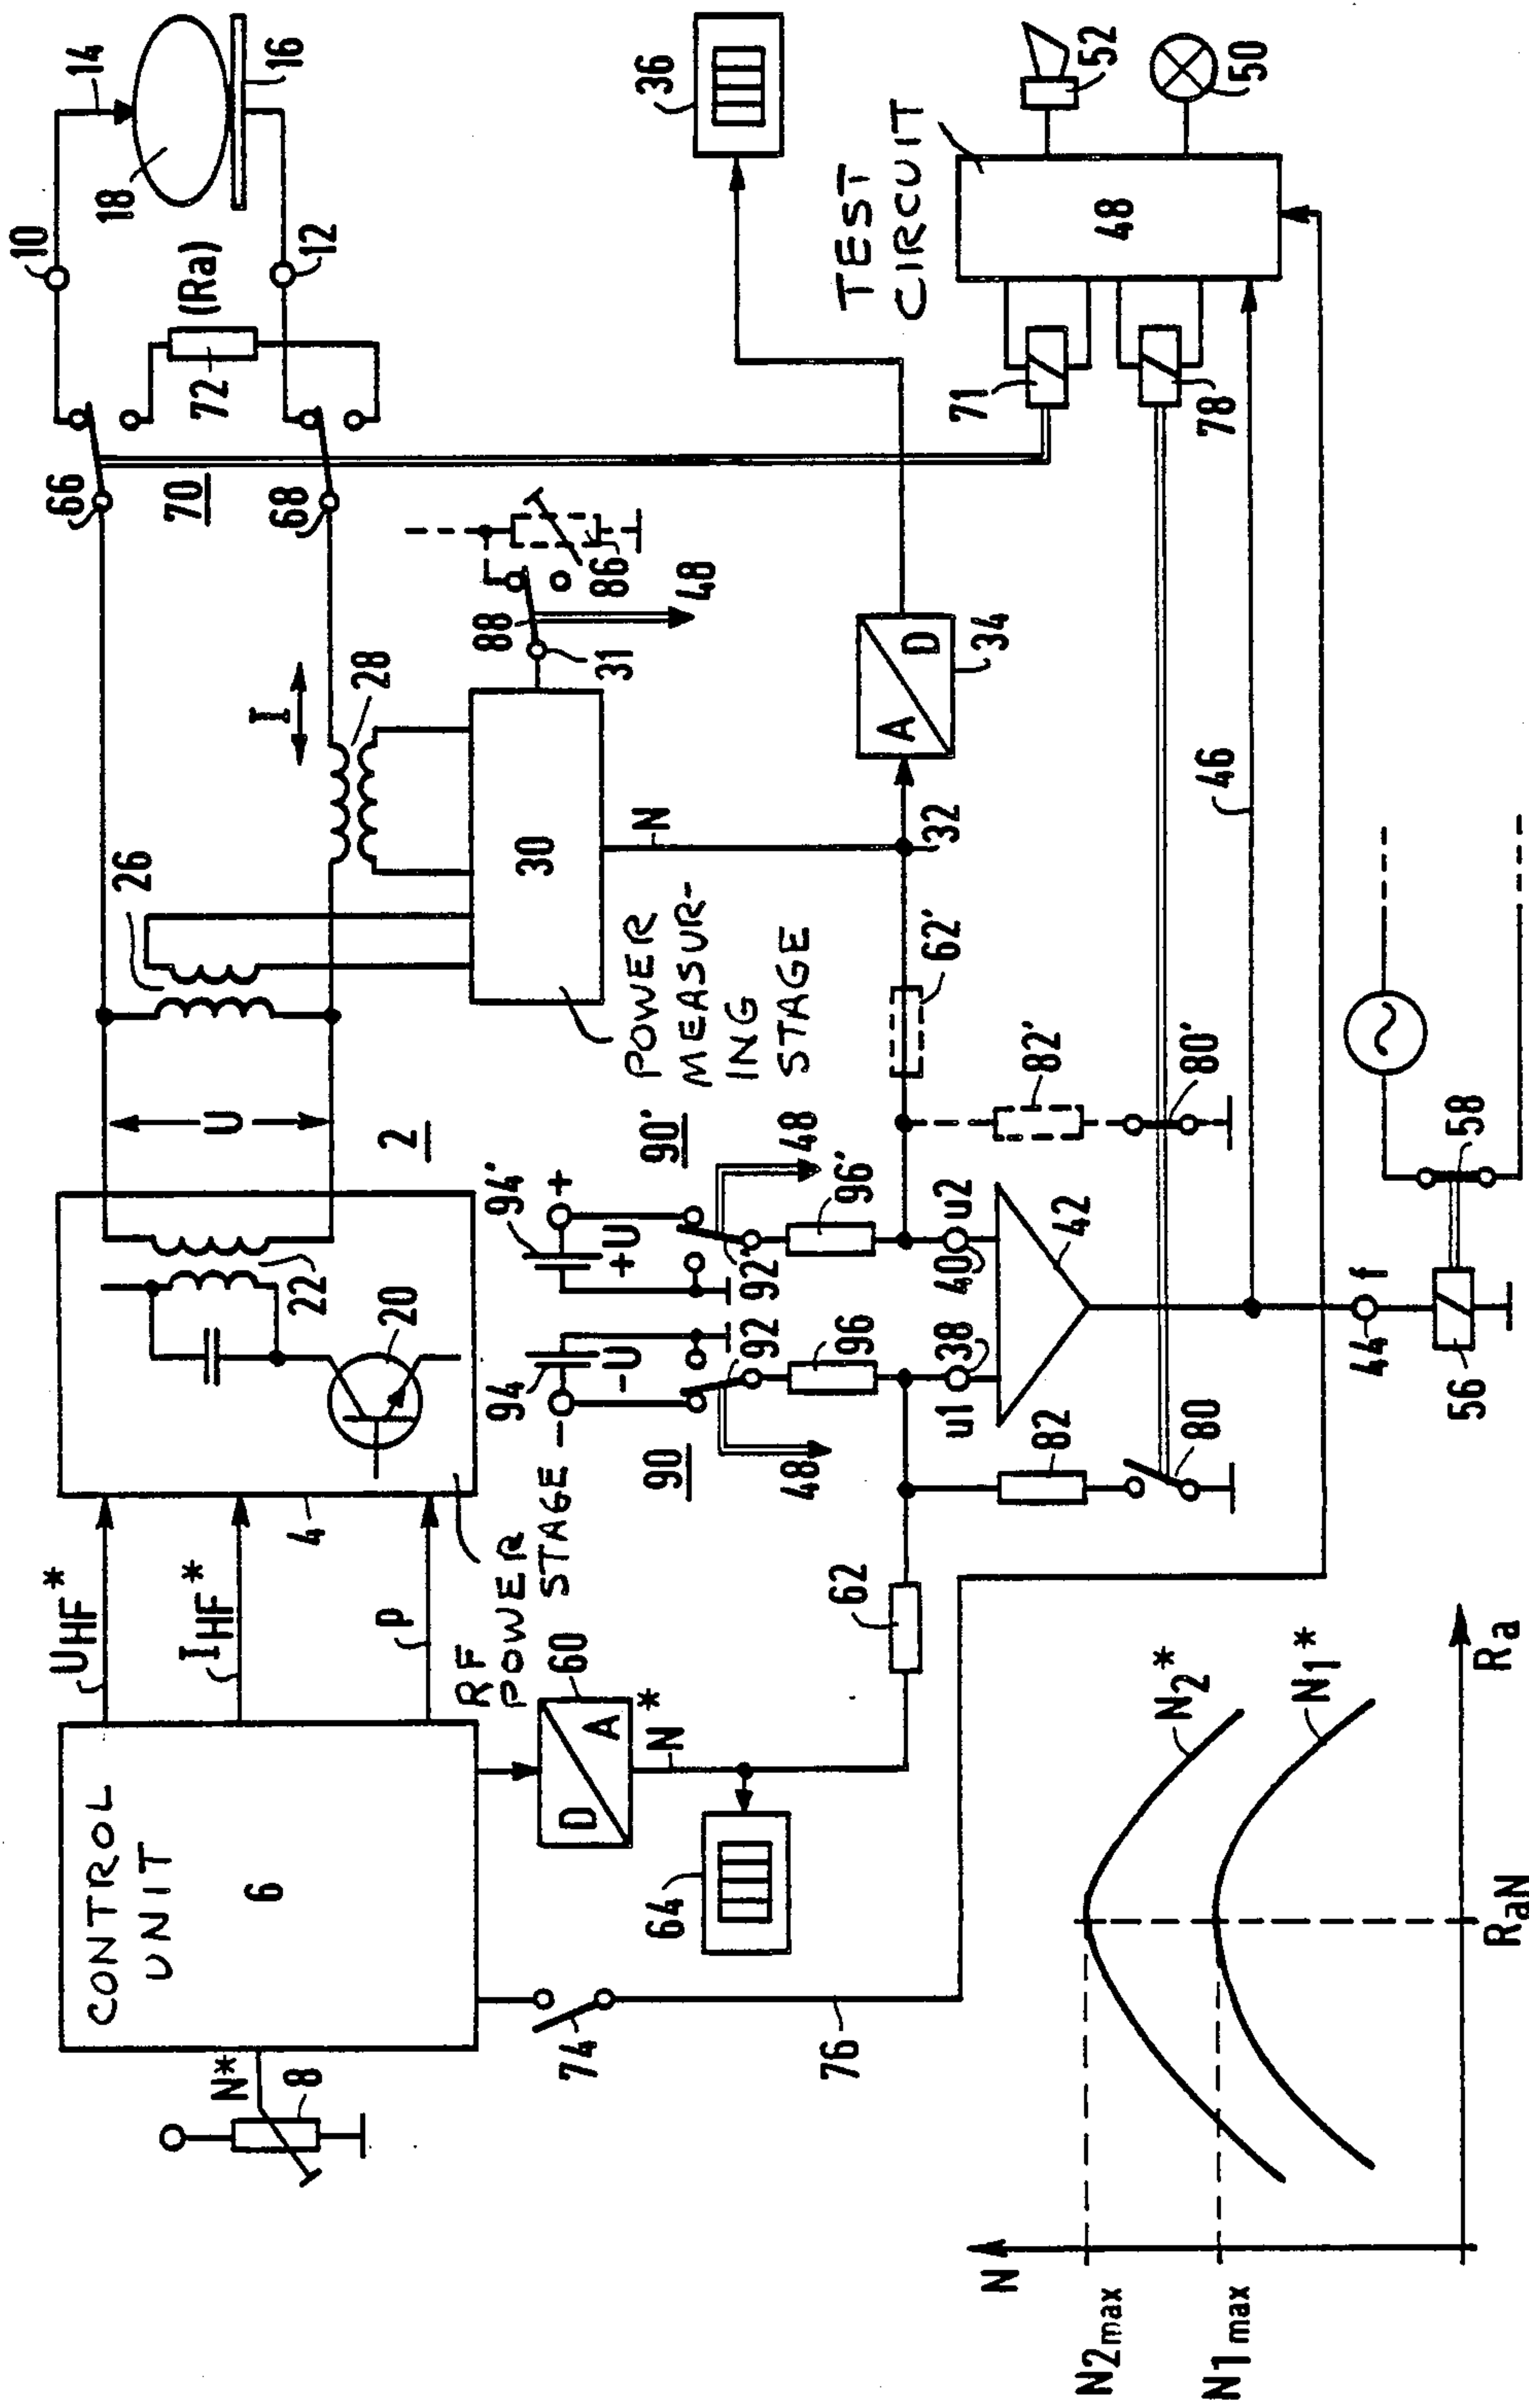 10
14
18
16
12
(Ra)
72
66
70
68
36
TEST
CIRCUIT
52
50
48
71
78
I
28
26
88
86
31
48
30
POWER
MEASUR-
ING
STAGE
N
32
A
D
34
46
62'
82'
80'
58
U
2
22
20
4
RF
POWER
STAGE
94'
+
+U
90'
48
92'
96'
94
-
-U
90
48
92
96
u1
38
40
u2
42
82
80
44
f
56
UHF*
IHF*
P
CONTROL
UNIT
6
N*
8
D
A
60
N*
62
64
74
76
N
N2max
N1max
N2*
N1*
RaN
Ra